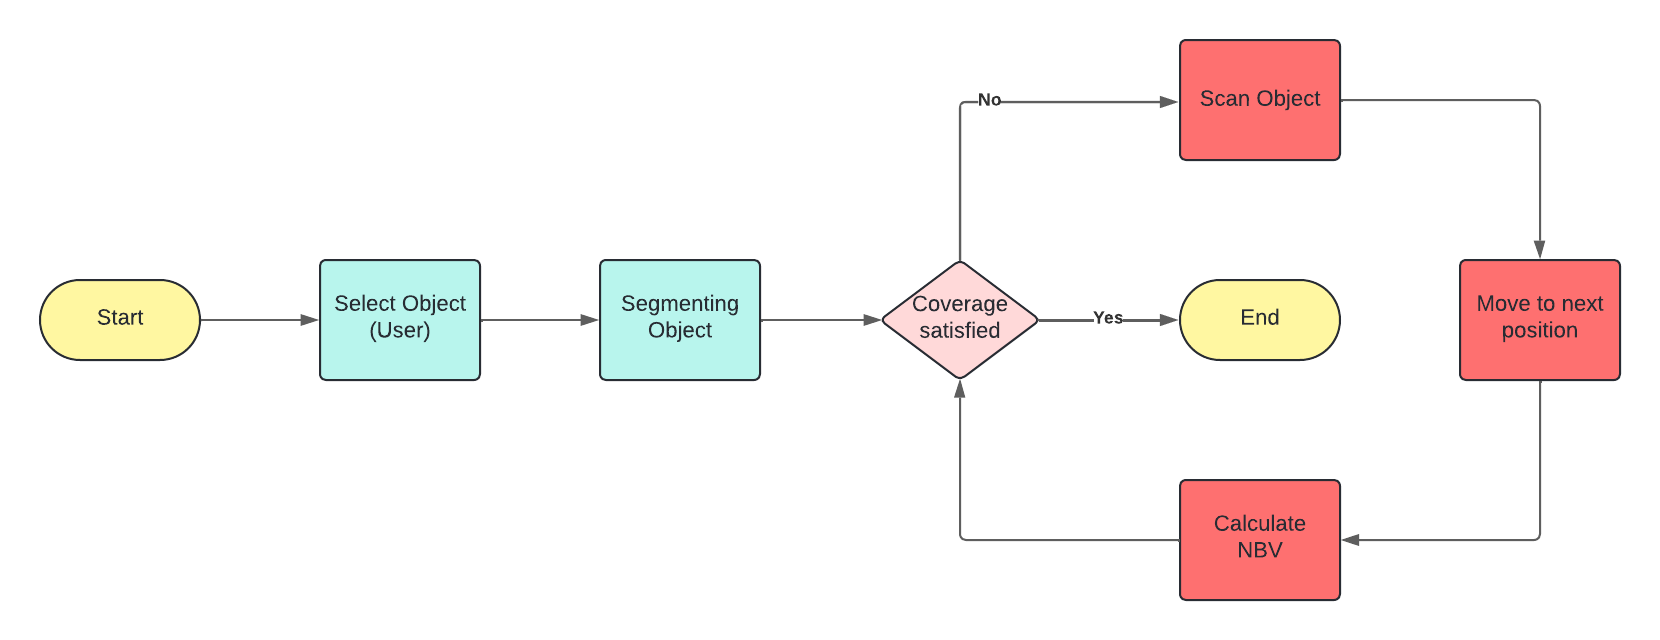 Start
Select Object
(User)
Segmenting
Object
Coverage
satisfied
No
Scan Object
Yes
End
Move to next
position
Calculate
NBV